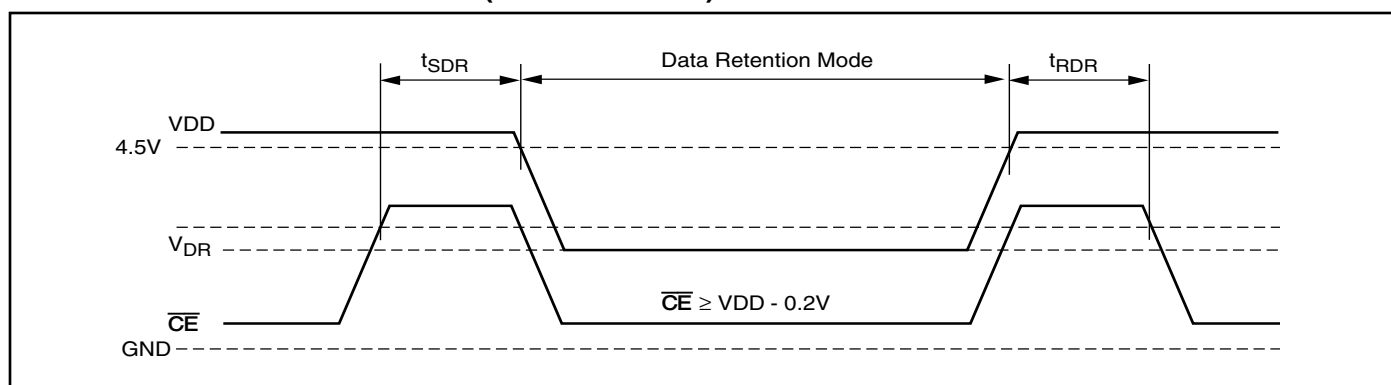 tSDR
Data Retention Mode
tRDR
VDD
4.5V
VDR
CE ≥ VDD - 0.2V
CE
GND